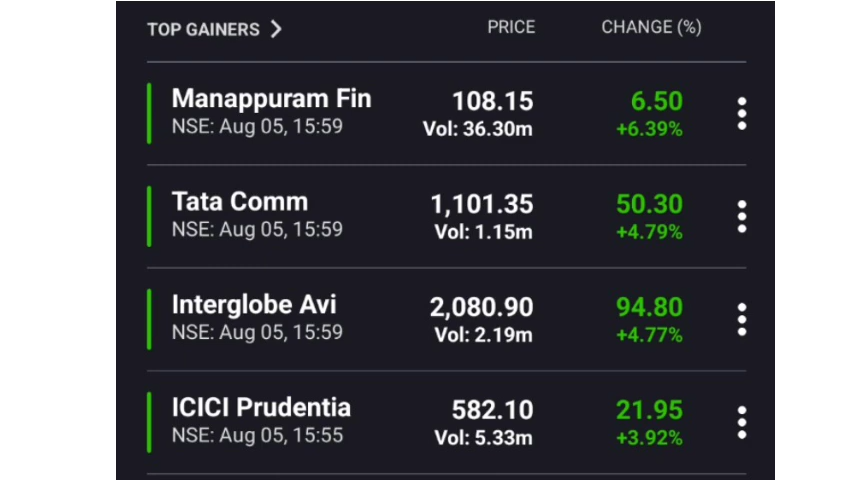 TOP GAINERS PRICE CHANGE (%)
Manappuram Fin 108.15 6.50
NSE: Aug 05, 15:59 Vol: 36.30m +6.39%
Tata Comm 1,101.35 50.30
NSE: Aug 05, 15:59 Vol: 1.15m +4.79%
Interglobe Avi 2,080.90 94.80
NSE: Aug 05, 15:59 Vol: 2.19m +4.77%
ICICI Prudentia 582.10 21.95
NSE: Aug 05, 15:55 Vol: 5.33m +3.92%